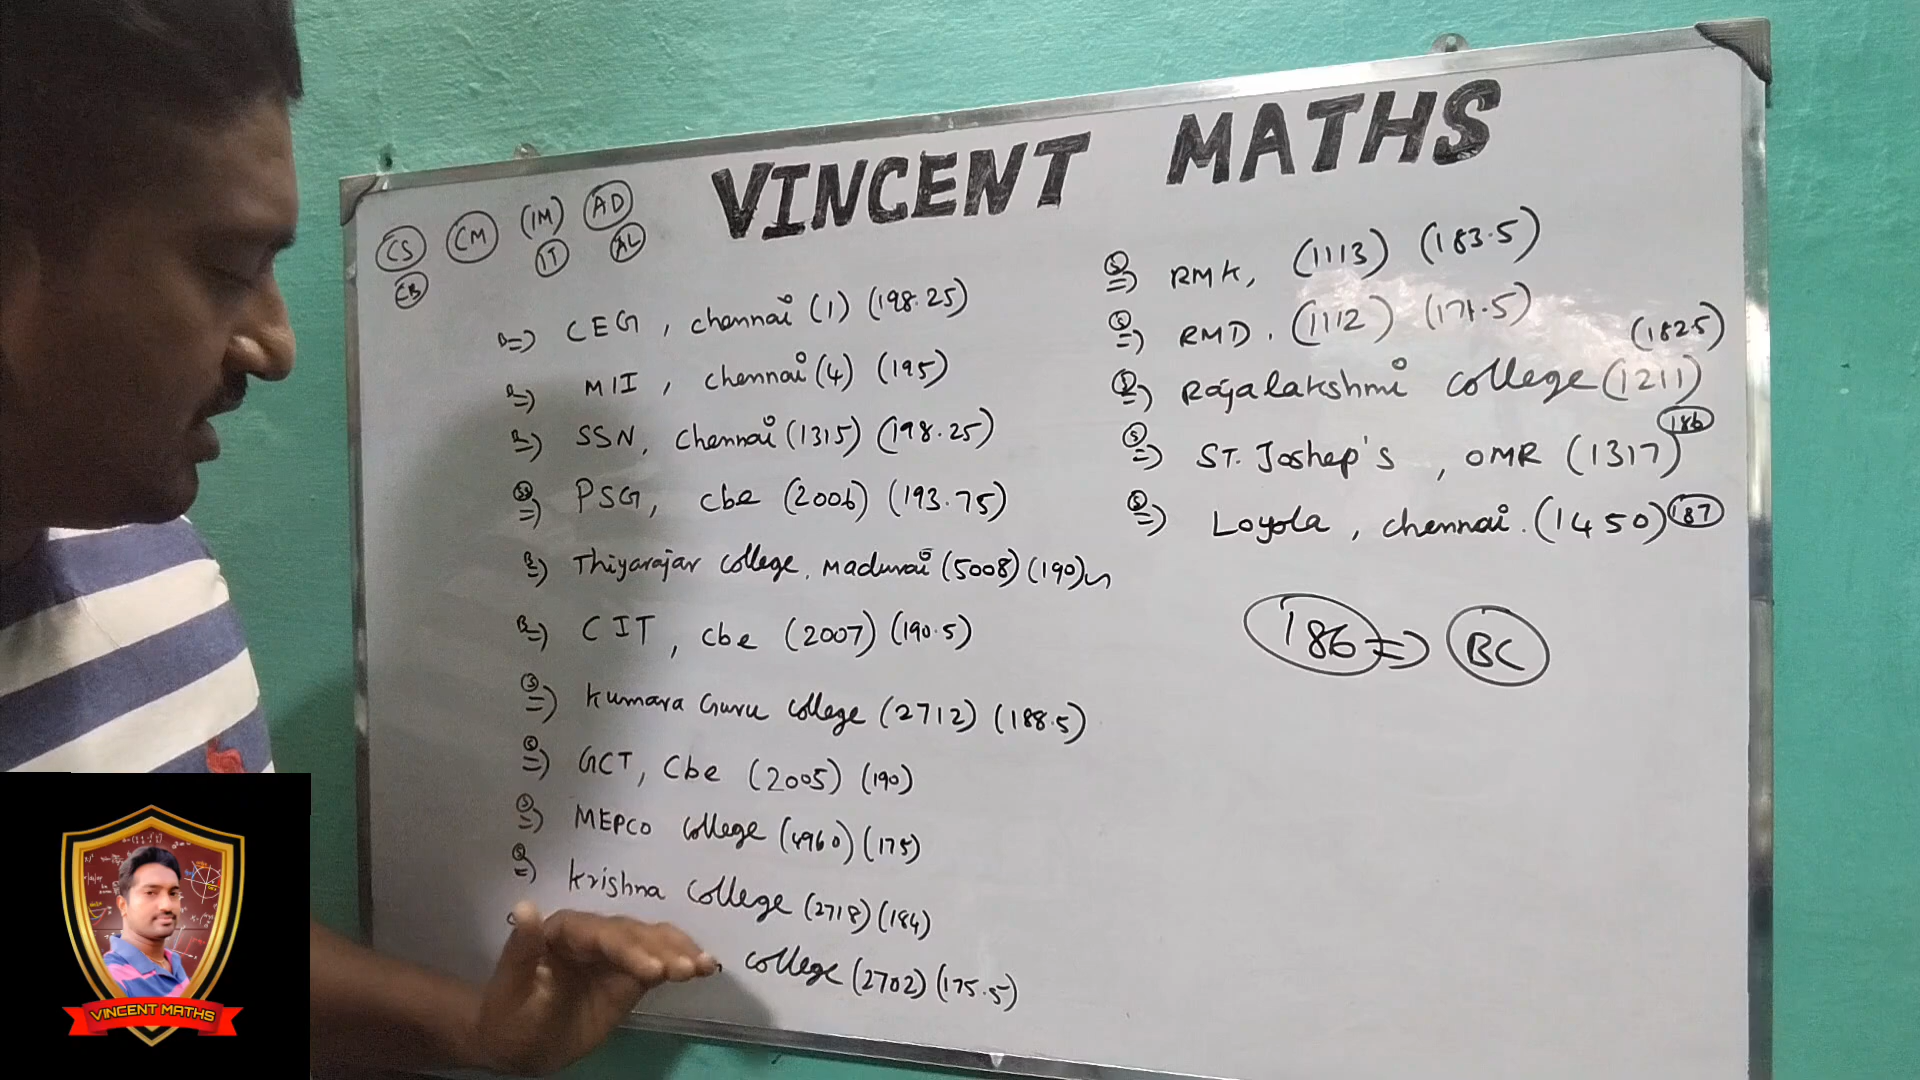 VINCENT MATHS
CS CM (IM) AD
CB IT AL
=) CEG, chennai (1) (198.25)
=) MII, chennai (4) (195)
=) SSN, chennai (1315) (198.25)
=) PSG, cbe (2006) (193.75)
=) Thiyarajar college, Madurai (5008) (190)
=) CIT, cbe (2007) (190.5)
=) Kumara Guru college (2712) (188.5)
=) GCT, Cbe (2005) (190)
=) MEPCO college (4960) (175)
=) Krishna college (2718) (184)
college (2702) (175.5)
=) RMK, (1113) (183.5)
=) RMD. (1112) (171.5)
(182.5)
=) Rajalakshmi college (1211)
186
=) ST. Joshep's, OMR (1317)
=) Loyola, chennai. (1450) 187
186 => BC
VINCENT MATHS